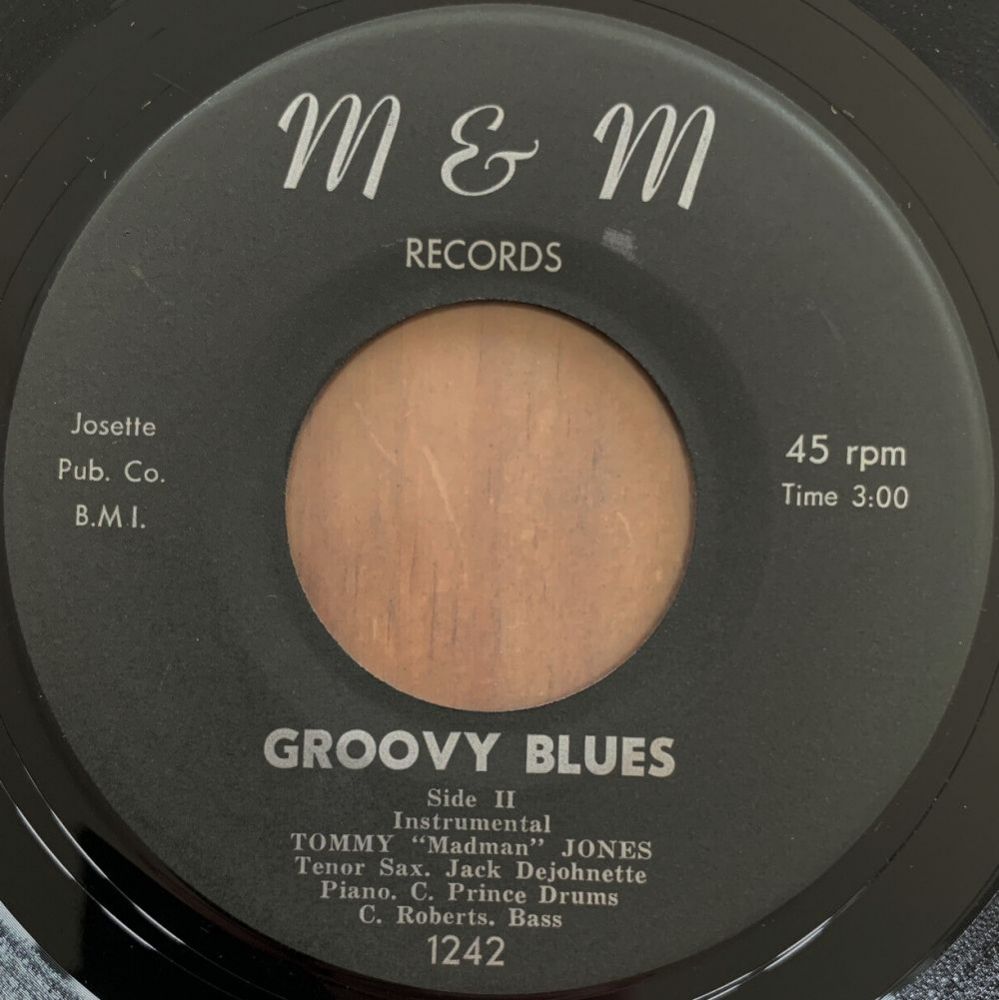 M & M
RECORDS
Josette
Pub. Co.
B.M.I.
45 rpm
Time 3:00
GROOVY BLUES
Side II
Instrumental
TOMMY "Madman" JONES
Tenor Sax. Jack Dejohnette
Piano. C. Prince Drums
C. Roberts. Bass
1242